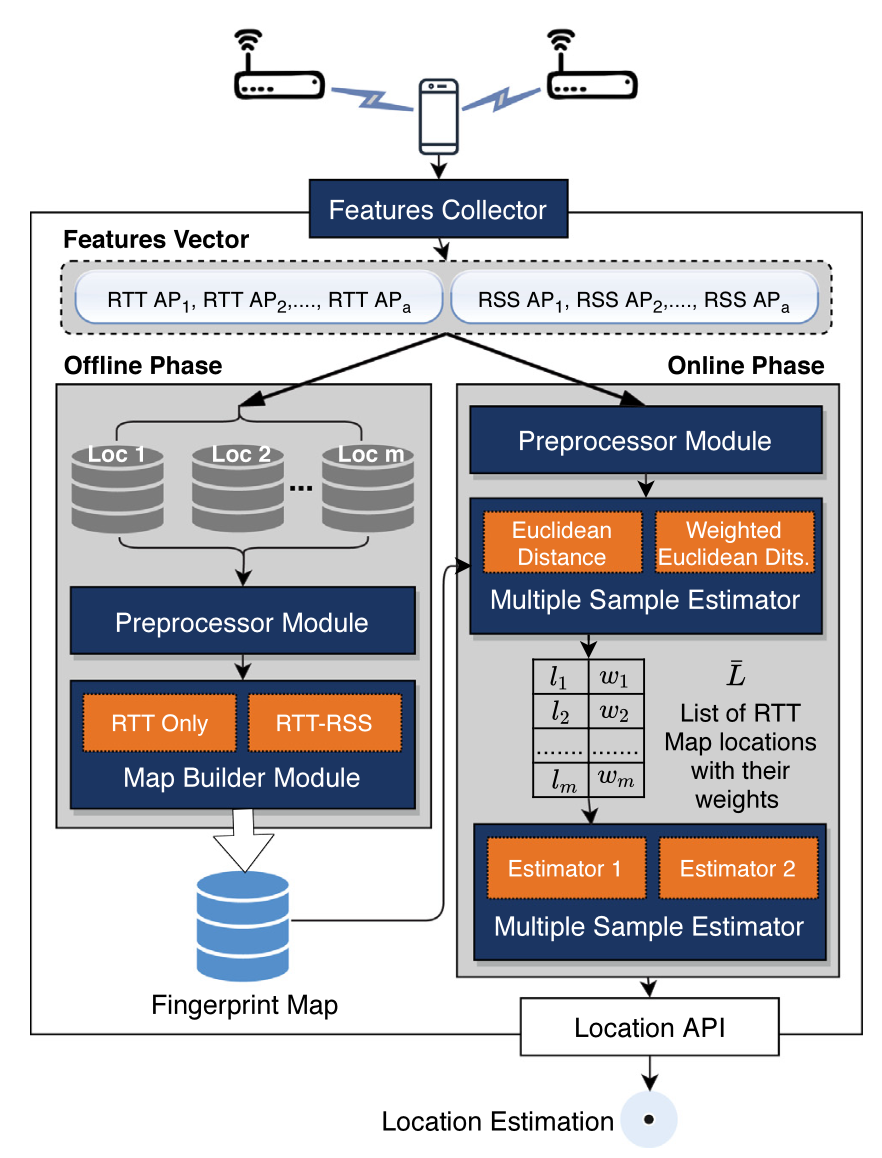 Features Collector
Features Vector
RTT AP1, RTT AP2,...., RTT APa
RSS AP1, RSS AP2,...., RSS APa
Offline Phase
Loc 1
Loc 2
...
Loc m
Preprocessor Module
RTT Only
RTT-RSS
Map Builder Module
Fingerprint Map
Online Phase
Preprocessor Module
Euclidean
Distance
Weighted
Euclidean Dits.
Multiple Sample Estimator
l1 w1
l2 w2
....... .......
lm wm
L̄
List of RTT
Map locations
with their
weights
Estimator 1
Estimator 2
Multiple Sample Estimator
Location API
Location Estimation